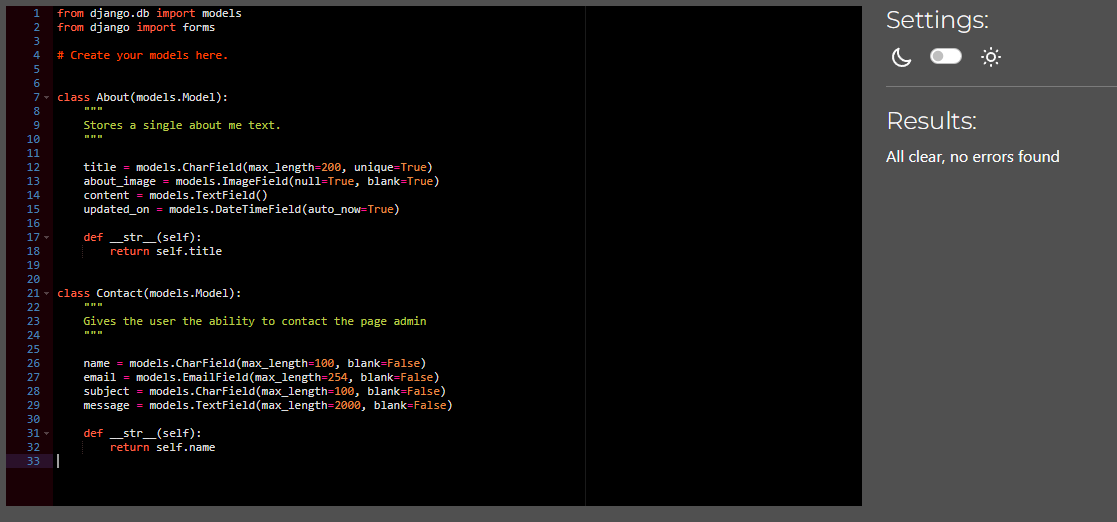 1 from django.db import models
2 from django import forms
3
4 # Create your models here.
5
6
7 class About(models.Model):
8     """
9     Stores a single about me text.
10     """
11
12     title = models.CharField(max_length=200, unique=True)
13     about_image = models.ImageField(null=True, blank=True)
14     content = models.TextField()
15     updated_on = models.DateTimeField(auto_now=True)
16
17     def __str__(self):
18         return self.title
19
20
21 class Contact(models.Model):
22     """
23     Gives the user the ability to contact the page admin
24     """
25
26     name = models.CharField(max_length=100, blank=False)
27     email = models.EmailField(max_length=254, blank=False)
28     subject = models.CharField(max_length=100, blank=False)
29     message = models.TextField(max_length=2000, blank=False)
30
31     def __str__(self):
32         return self.name
33
Settings:
Results:
All clear, no errors found